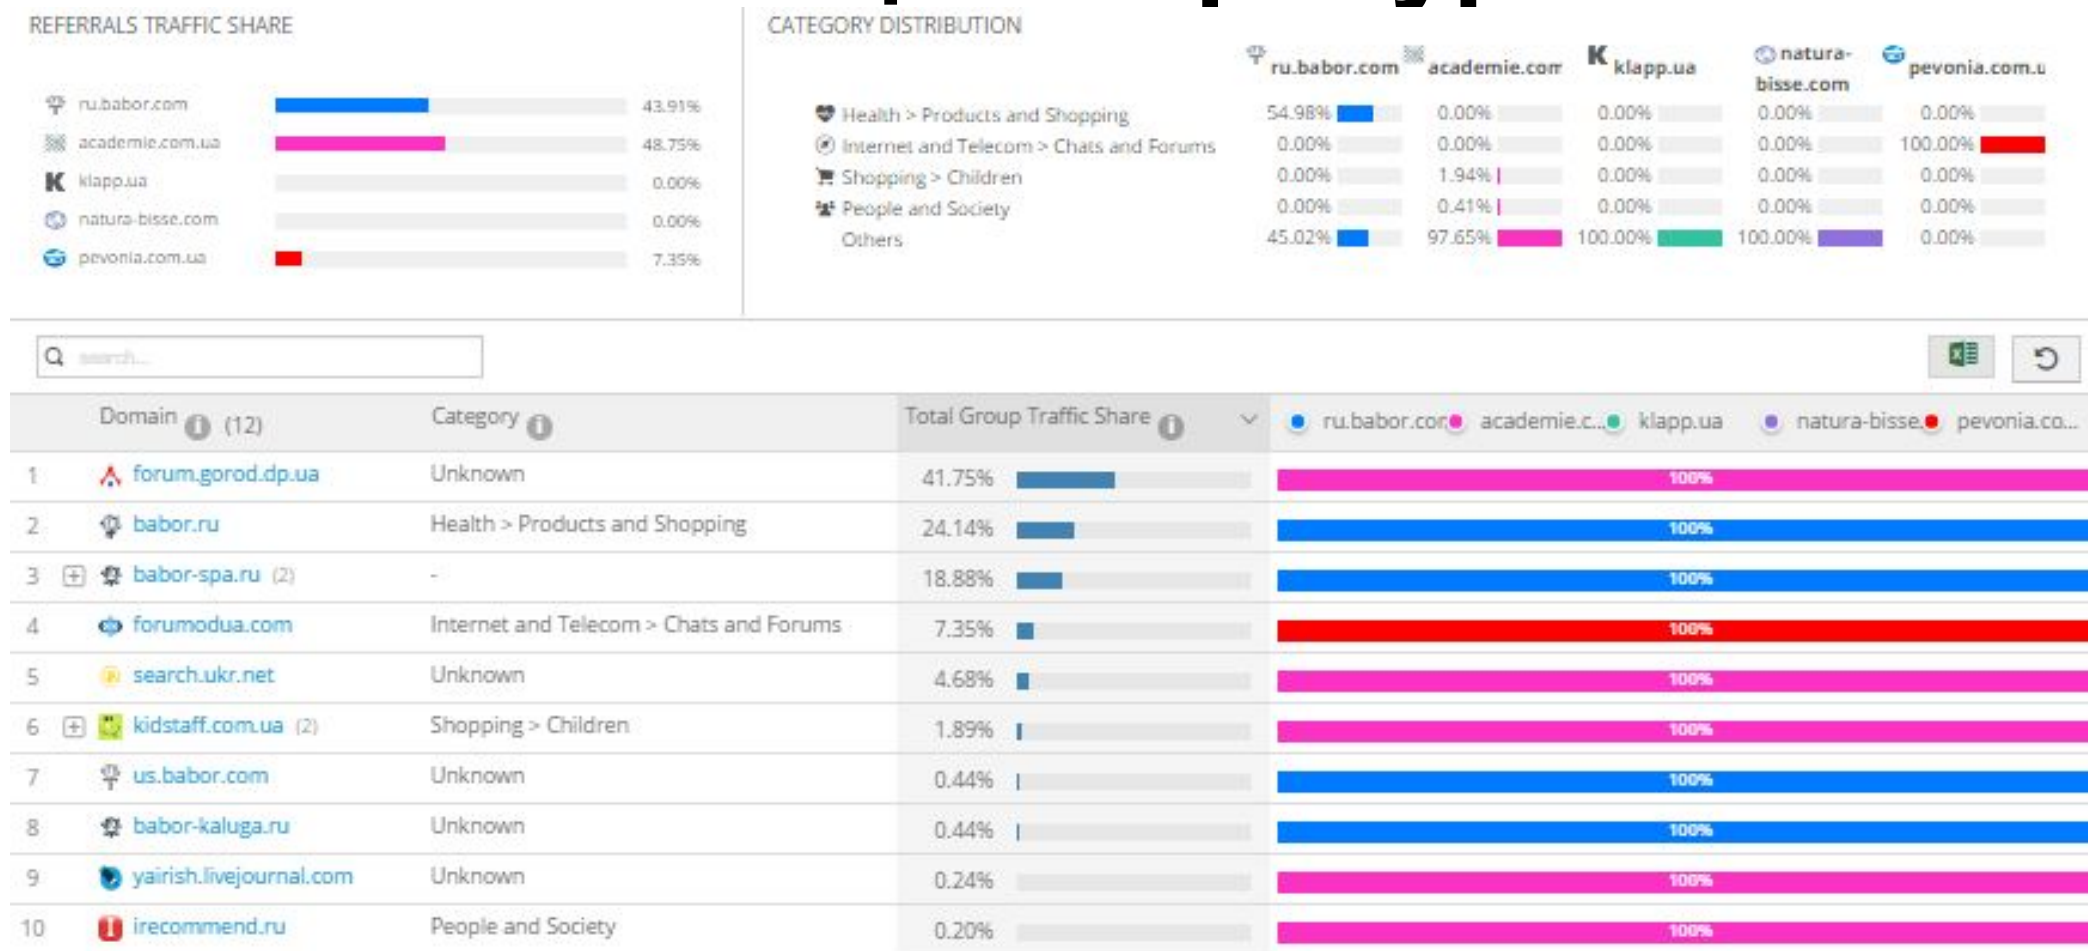 REFERRALS TRAFFIC SHARE
ru.babor.com 43.91%
academie.com.ua 48.75%
klapp.ua 0.00%
natura-bisse.com 0.00%
pevonia.com.ua 7.35%
CATEGORY DISTRIBUTION
ru.babor.com academie.com klapp.ua natura-bisse.com pevonia.com.u
Health > Products and Shopping 54.98% 0.00% 0.00% 0.00% 0.00%
Internet and Telecom > Chats and Forums 0.00% 0.00% 0.00% 0.00% 100.00%
Shopping > Children 0.00% 1.94% 0.00% 0.00% 0.00%
People and Society 0.00% 0.41% 0.00% 0.00% 0.00%
Others 45.02% 97.65% 100.00% 100.00% 0.00%
search...
Domain (12) Category Total Group Traffic Share ru.babor.com academie.c... klapp.ua natura-bisse. pevonia.co...
1 forum.gorod.dp.ua Unknown 41.75% 100%
2 babor.ru Health > Products and Shopping 24.14% 100%
3 babor-spa.ru (2) - 18.88% 100%
4 forumodua.com Internet and Telecom > Chats and Forums 7.35% 100%
5 search.ukr.net Unknown 4.68% 100%
6 kidstaff.com.ua (2) Shopping > Children 1.89% 100%
7 us.babor.com Unknown 0.44% 100%
8 babor-kaluga.ru Unknown 0.44% 100%
9 yairish.livejournal.com Unknown 0.24% 100%
10 irecommend.ru People and Society 0.20% 100%